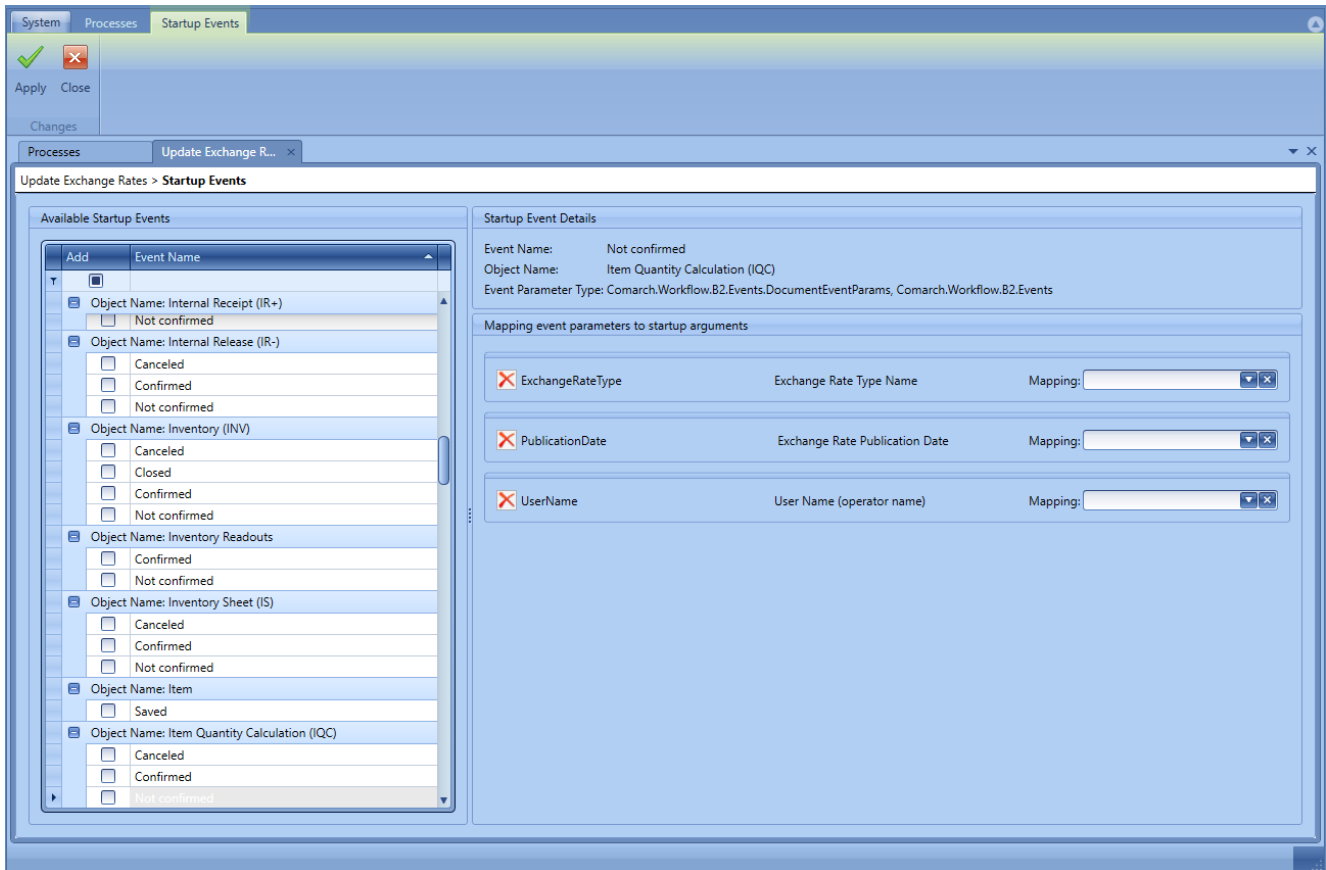 System Processes Startup Events
Apply Close
Changes
Processes Update Exchange R...
Update Exchange Rates > Startup Events
Available Startup Events
Add Event Name
Object Name: Internal Receipt (IR+)
Not confirmed
Object Name: Internal Release (IR-)
Canceled
Confirmed
Not confirmed
Object Name: Inventory (INV)
Canceled
Closed
Confirmed
Not confirmed
Object Name: Inventory Readouts
Confirmed
Not confirmed
Object Name: Inventory Sheet (IS)
Canceled
Confirmed
Not confirmed
Object Name: Item
Saved
Object Name: Item Quantity Calculation (IQC)
Canceled
Confirmed
Not confirmed
Startup Event Details
Event Name: Not confirmed
Object Name: Item Quantity Calculation (IQC)
Event Parameter Type: Comarch.Workflow.B2.Events.DocumentEventParams, Comarch.Workflow.B2.Events
Mapping event parameters to startup arguments
ExchangeRateType Exchange Rate Type Name Mapping:
PublicationDate Exchange Rate Publication Date Mapping:
UserName User Name (operator name) Mapping: